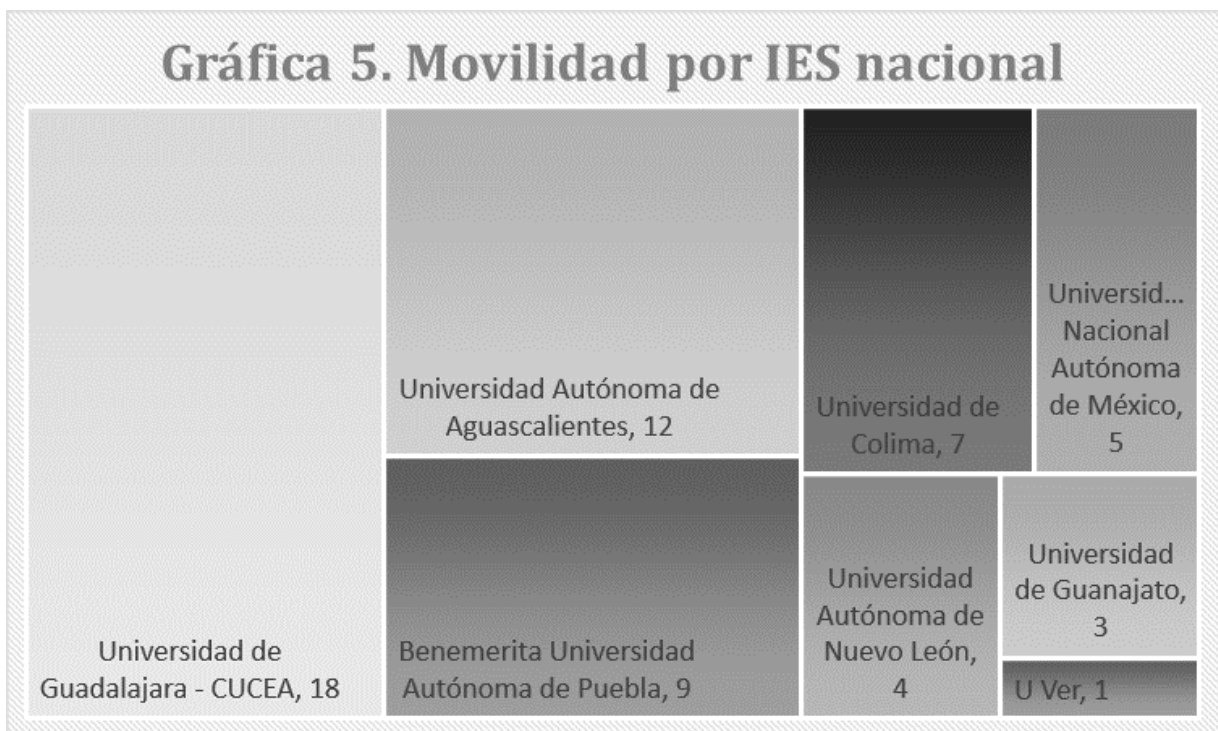 Gráfica 5. Movilidad por IES nacional
Universidad de
Guadalajara - CUCEA, 18
Universidad Autónoma de
Aguascalientes, 12
Benemerita Universidad
Autónoma de Puebla, 9
Universidad de
Colima, 7
Universid...
Nacional
Autónoma
de México,
5
Universidad
Autónoma de
Nuevo León,
4
Universidad
de Guanajato,
3
U Ver, 1